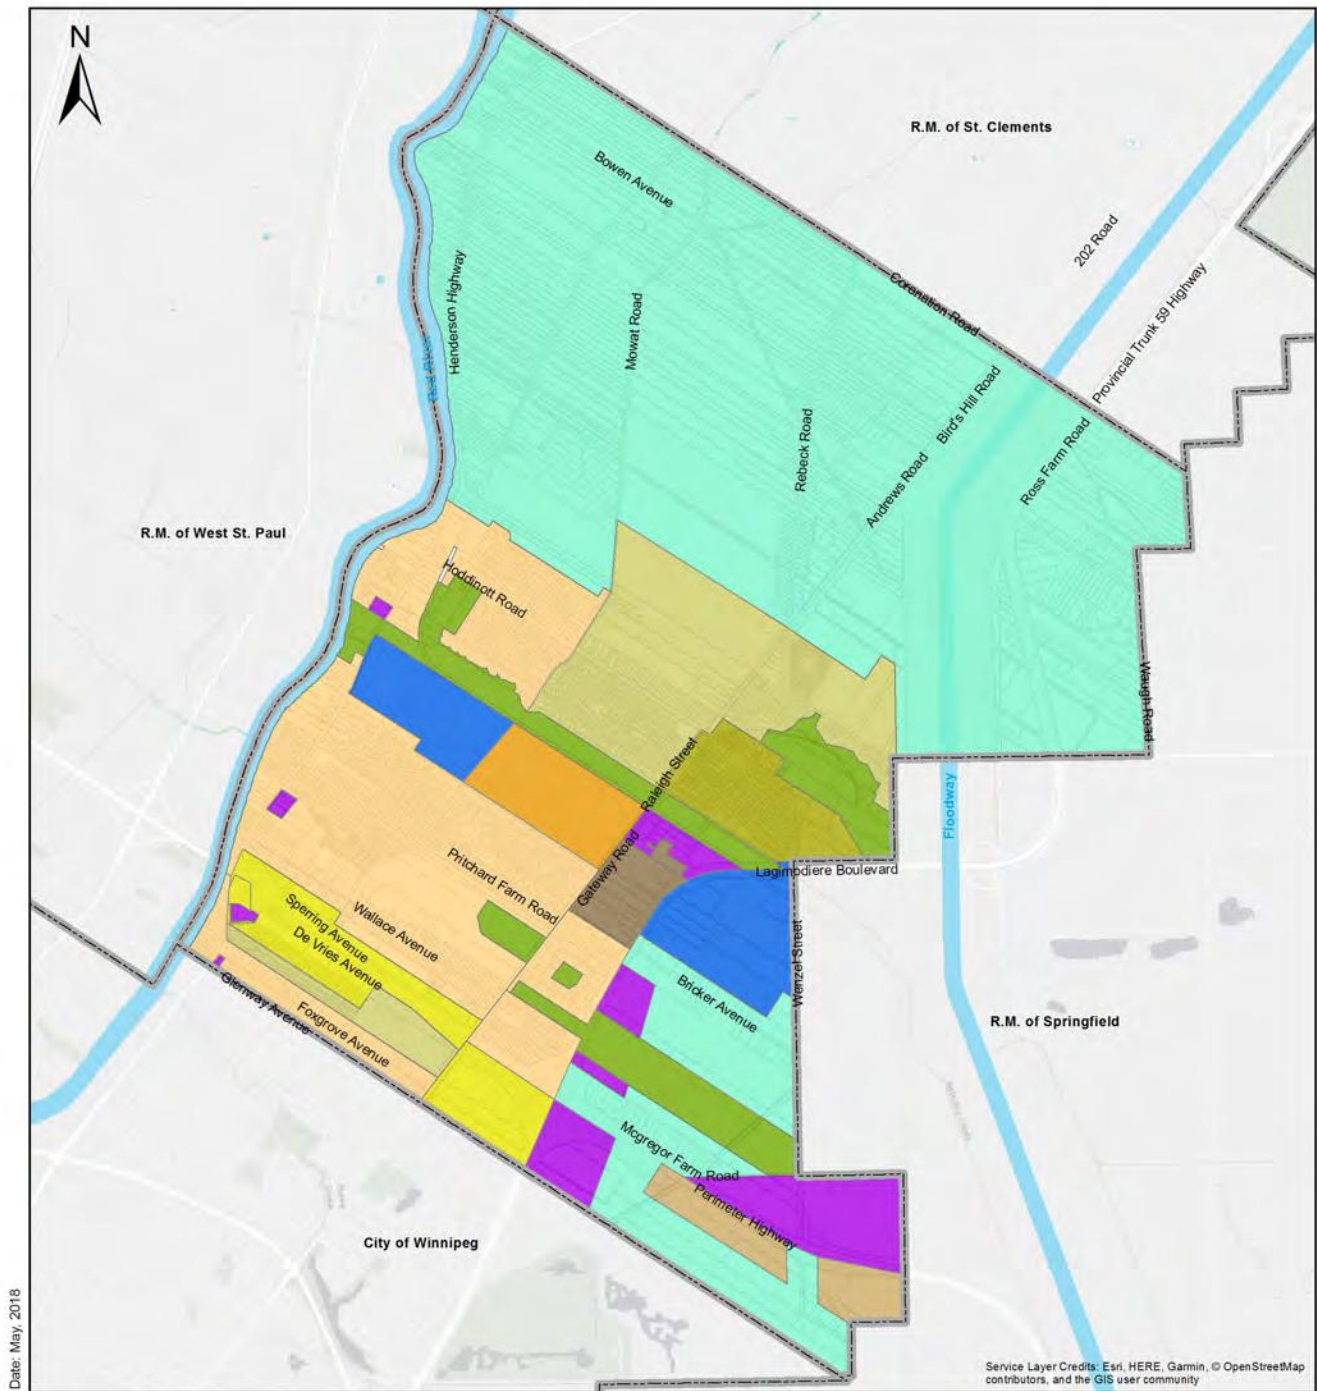 N
R.M. of St. Clements
Bowen Avenue
202 Road
Henderson Highway
Coronation Road
Provincial Trunk 59 Highway
Mowat Road
Red River
Bird's Hill Road
Rebeck Road
Ross Farm Road
Andrews Road
R.M. of West St. Paul
Hoddinott Road
Waugh Road
Raleigh Street
Floodway
Gateway Road
Pritchard Farm Road
Lagimodiere Boulevard
Sperring Avenue
Wallace Avenue
De Vries Avenue
Wenzel Street
Bricker Avenue
Glenway Avenue
Foxgrove Avenue
R.M. of Springfield
Mcgregor Farm Road
Perimeter Highway
City of Winnipeg
Date: May, 2018
Service Layer Credits: Esri, HERE, Garmin, © OpenStreetMap
contributors, and the GIS user community